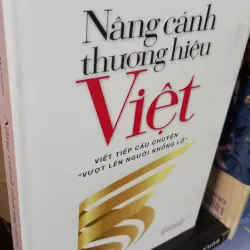 Nâng cánh
thương hiệu
Việt
VIẾT TIẾP CÂU CHUYỆN
"VƯỢT LÊN NGƯỜI KHỔNG LỒ"